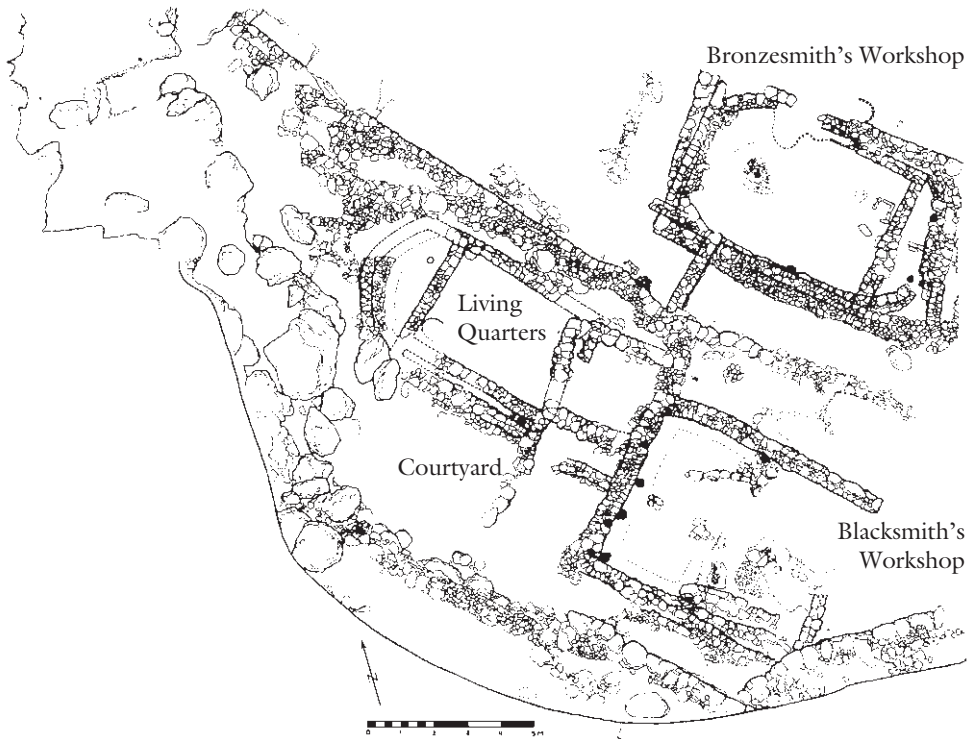 Bronzesmith's Workshop
Living
Quarters
Courtyard
Blacksmith's
Workshop
N
0 1 2 3 4 5M